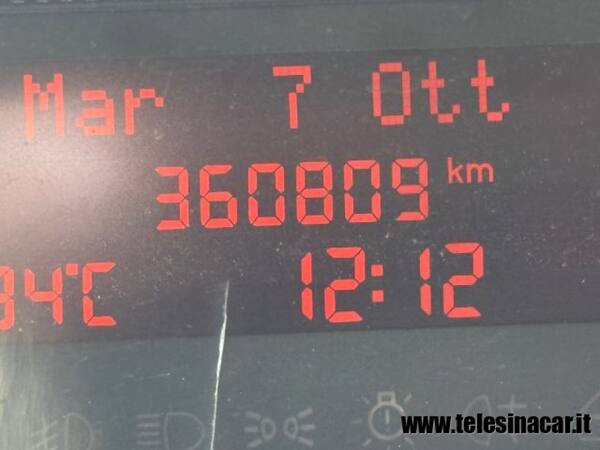 Mar 7 Ott
360809 km
34°C 12:12
www.telesinacar.it